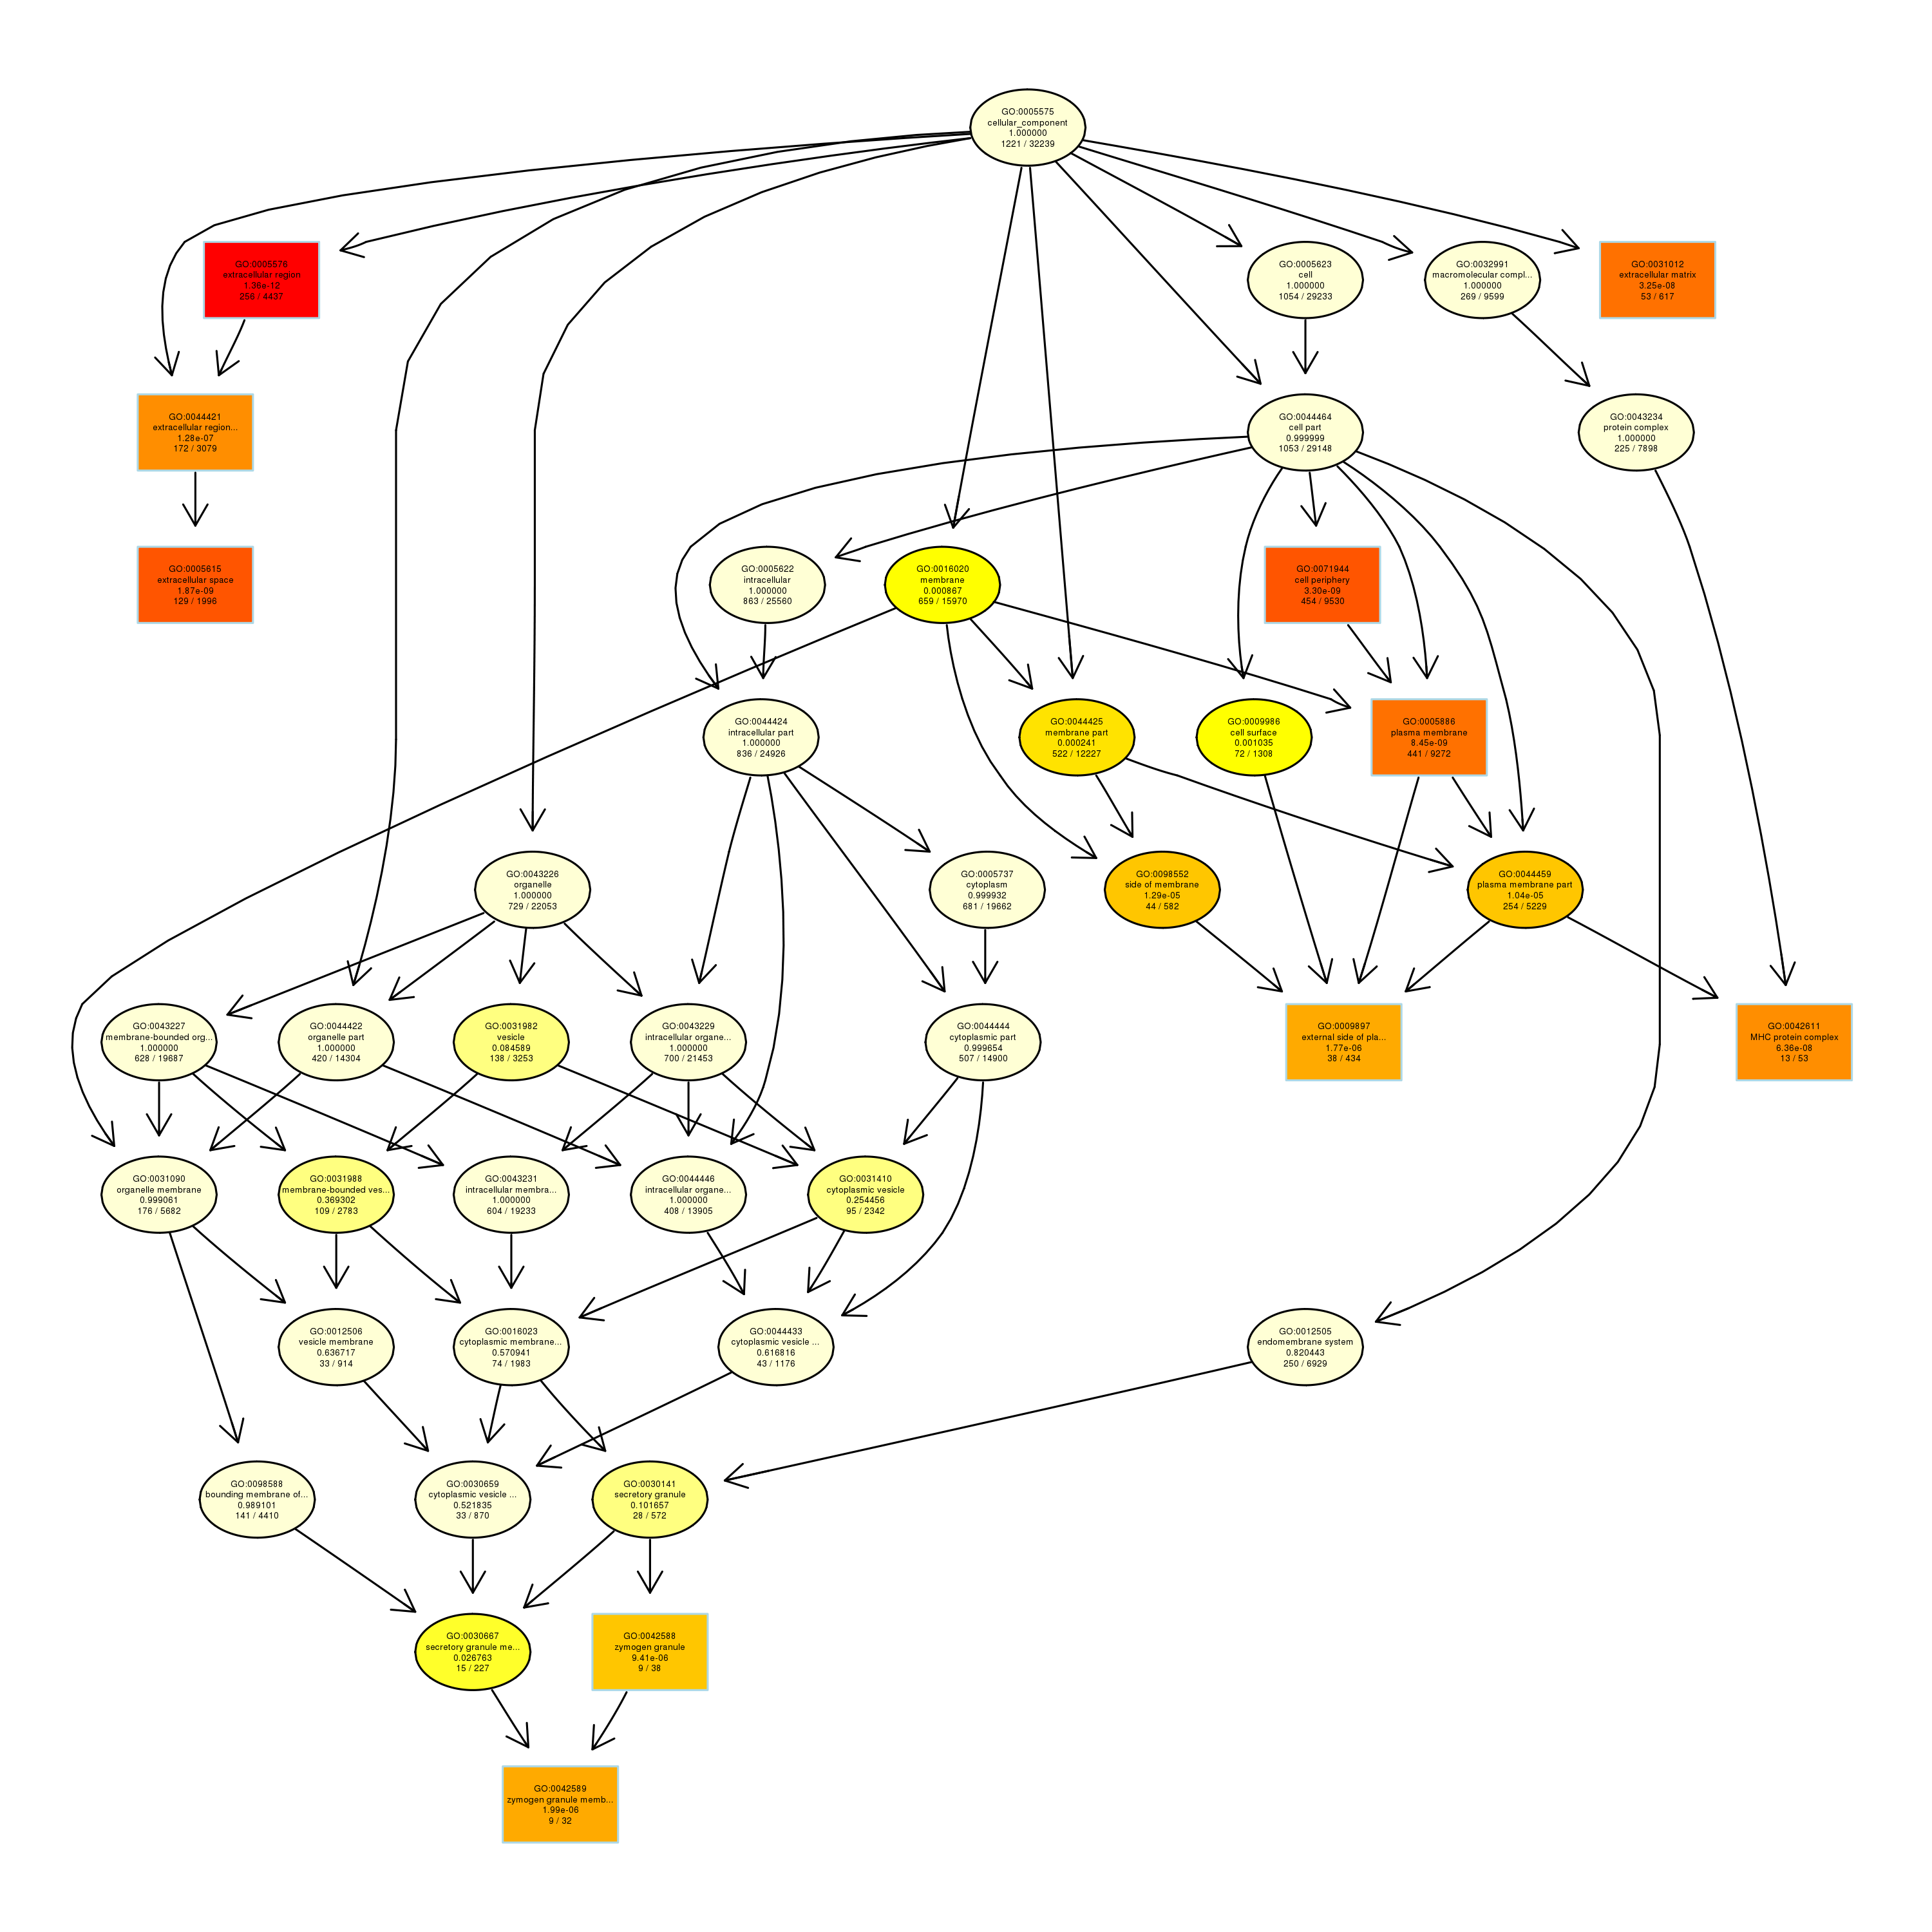 GO:0005575
cellular_component
1.000000
1221 / 32239
GO:0005576
extracellular region
1.36e-12
256 / 4437
GO:0005623
cell
1.000000
1054 / 29233
GO:0032991
macromolecular compl...
1.000000
269 / 9599
GO:0031012
extracellular matrix
3.25e-08
53 / 617
GO:0044421
extracellular region...
1.28e-07
172 / 3079
GO:0044464
cell part
0.999999
1053 / 29148
GO:0043234
protein complex
1.000000
225 / 7898
GO:0005615
extracellular space
1.87e-09
129 / 1996
GO:0005622
intracellular
1.000000
863 / 25560
GO:0016020
membrane
0.000867
659 / 15970
GO:0071944
cell periphery
3.30e-09
454 / 9530
GO:0044424
intracellular part
1.000000
836 / 24926
GO:0044425
membrane part
0.000241
522 / 12227
GO:0009986
cell surface
0.001035
72 / 1308
GO:0005886
plasma membrane
8.45e-09
441 / 9272
GO:0043226
organelle
1.000000
729 / 22053
GO:0005737
cytoplasm
0.999932
681 / 19662
GO:0098552
side of membrane
1.29e-05
44 / 582
GO:0044459
plasma membrane part
1.04e-05
254 / 5229
GO:0043227
membrane-bounded org...
1.000000
628 / 19687
GO:0044422
organelle part
1.000000
420 / 14304
GO:0031982
vesicle
0.084589
138 / 3253
GO:0043229
intracellular organe...
1.000000
700 / 21453
GO:0044444
cytoplasmic part
0.999654
507 / 14900
GO:0009897
external side of pla...
1.77e-06
38 / 434
GO:0042611
MHC protein complex
6.36e-08
13 / 53
GO:0031090
organelle membrane
0.999061
176 / 5682
GO:0031988
membrane-bounded ves...
0.369302
109 / 2783
GO:0043231
intracellular membra...
1.000000
604 / 19233
GO:0044446
intracellular organe...
1.000000
408 / 13905
GO:0031410
cytoplasmic vesicle
0.254456
95 / 2342
GO:0012506
vesicle membrane
0.636717
33 / 914
GO:0016023
cytoplasmic membrane...
0.570941
74 / 1983
GO:0044433
cytoplasmic vesicle ...
0.616816
43 / 1176
GO:0012505
endomembrane system
0.820443
250 / 6929
GO:0098588
bounding membrane of...
0.989101
141 / 4410
GO:0030659
cytoplasmic vesicle ...
0.521835
33 / 870
GO:0030141
secretory granule
0.101657
28 / 572
GO:0030667
secretory granule me...
0.026763
15 / 227
GO:0042588
zymogen granule
9.41e-06
9 / 38
GO:0042589
zymogen granule memb...
1.99e-06
9 / 32